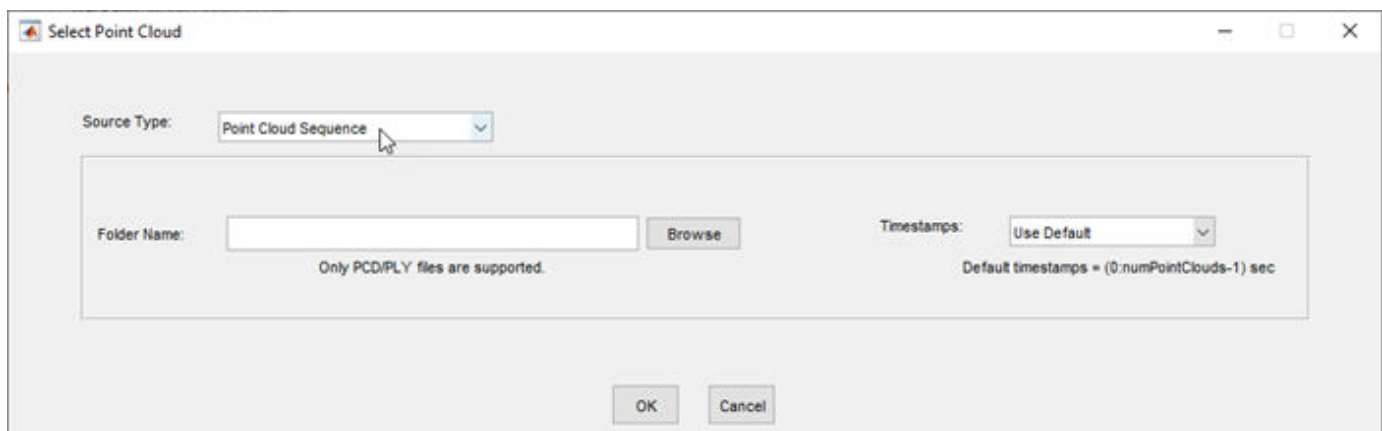 Select Point Cloud
Source Type: Point Cloud Sequence
Folder Name: Browse Timestamps: Use Default
Only PCD/PLY files are supported. Default timestamps = (0:numPointClouds-1) sec
OK Cancel